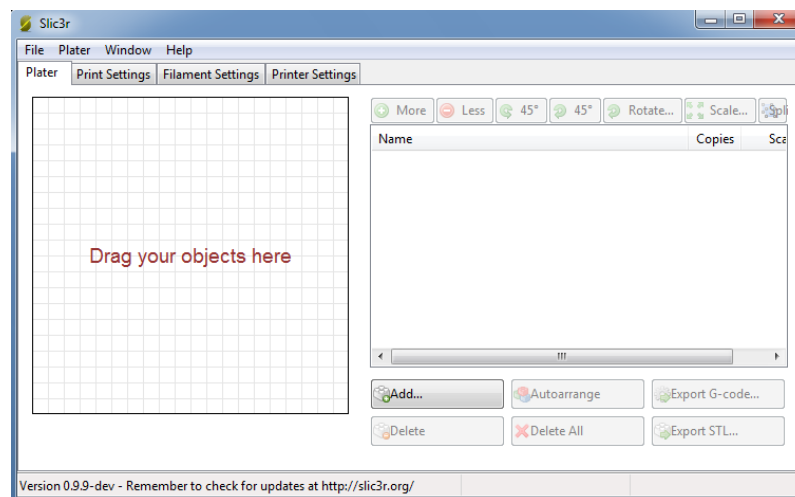 Slic3r
File Plater Window Help
Plater Print Settings Filament Settings Printer Settings
More Less 45° 45° Rotate... Scale... Spli
Name Copies Sca
Drag your objects here
Add... Autoarrange Export G-code...
Delete Delete All Export STL...
Version 0.9.9-dev - Remember to check for updates at http://slic3r.org/